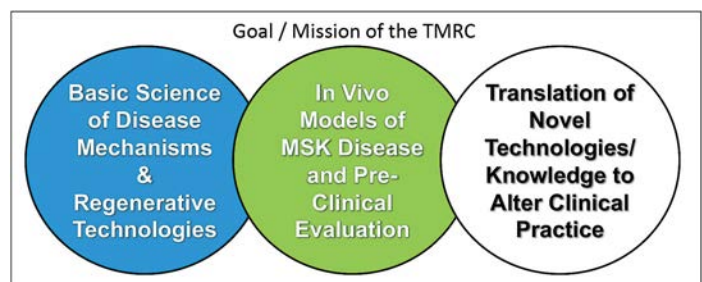 Goal / Mission of the TMRC
Basic Science
of Disease
Mechanisms
&
Regenerative
Technologies
In Vivo
Models of
MSK Disease
and Pre-
Clinical
Evaluation
Translation of
Novel
Technologies/
Knowledge to
Alter Clinical
Practice